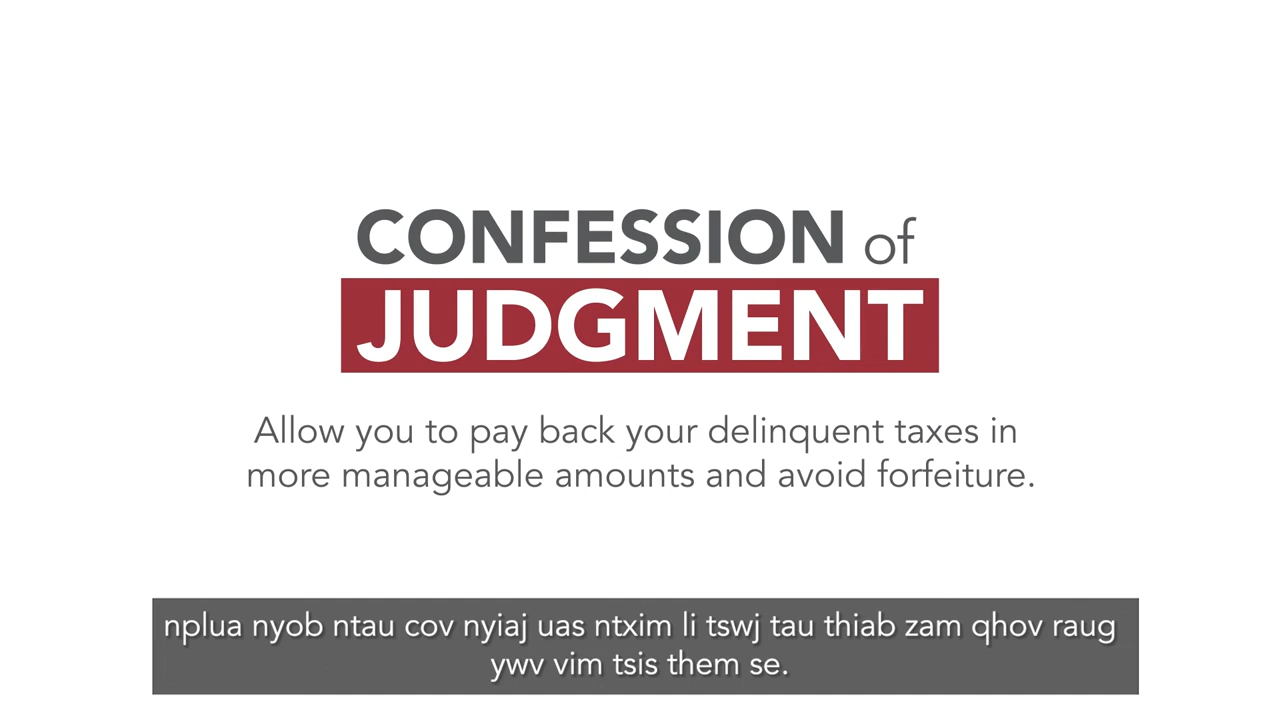 CONFESSION of
JUDGMENT
Allow you to pay back your delinquent taxes in
more manageable amounts and avoid forfeiture.
nplua nyob ntau cov nyiaj uas ntxim li tswj tau thiab zam qhov raug
ywv vim tsis them se.